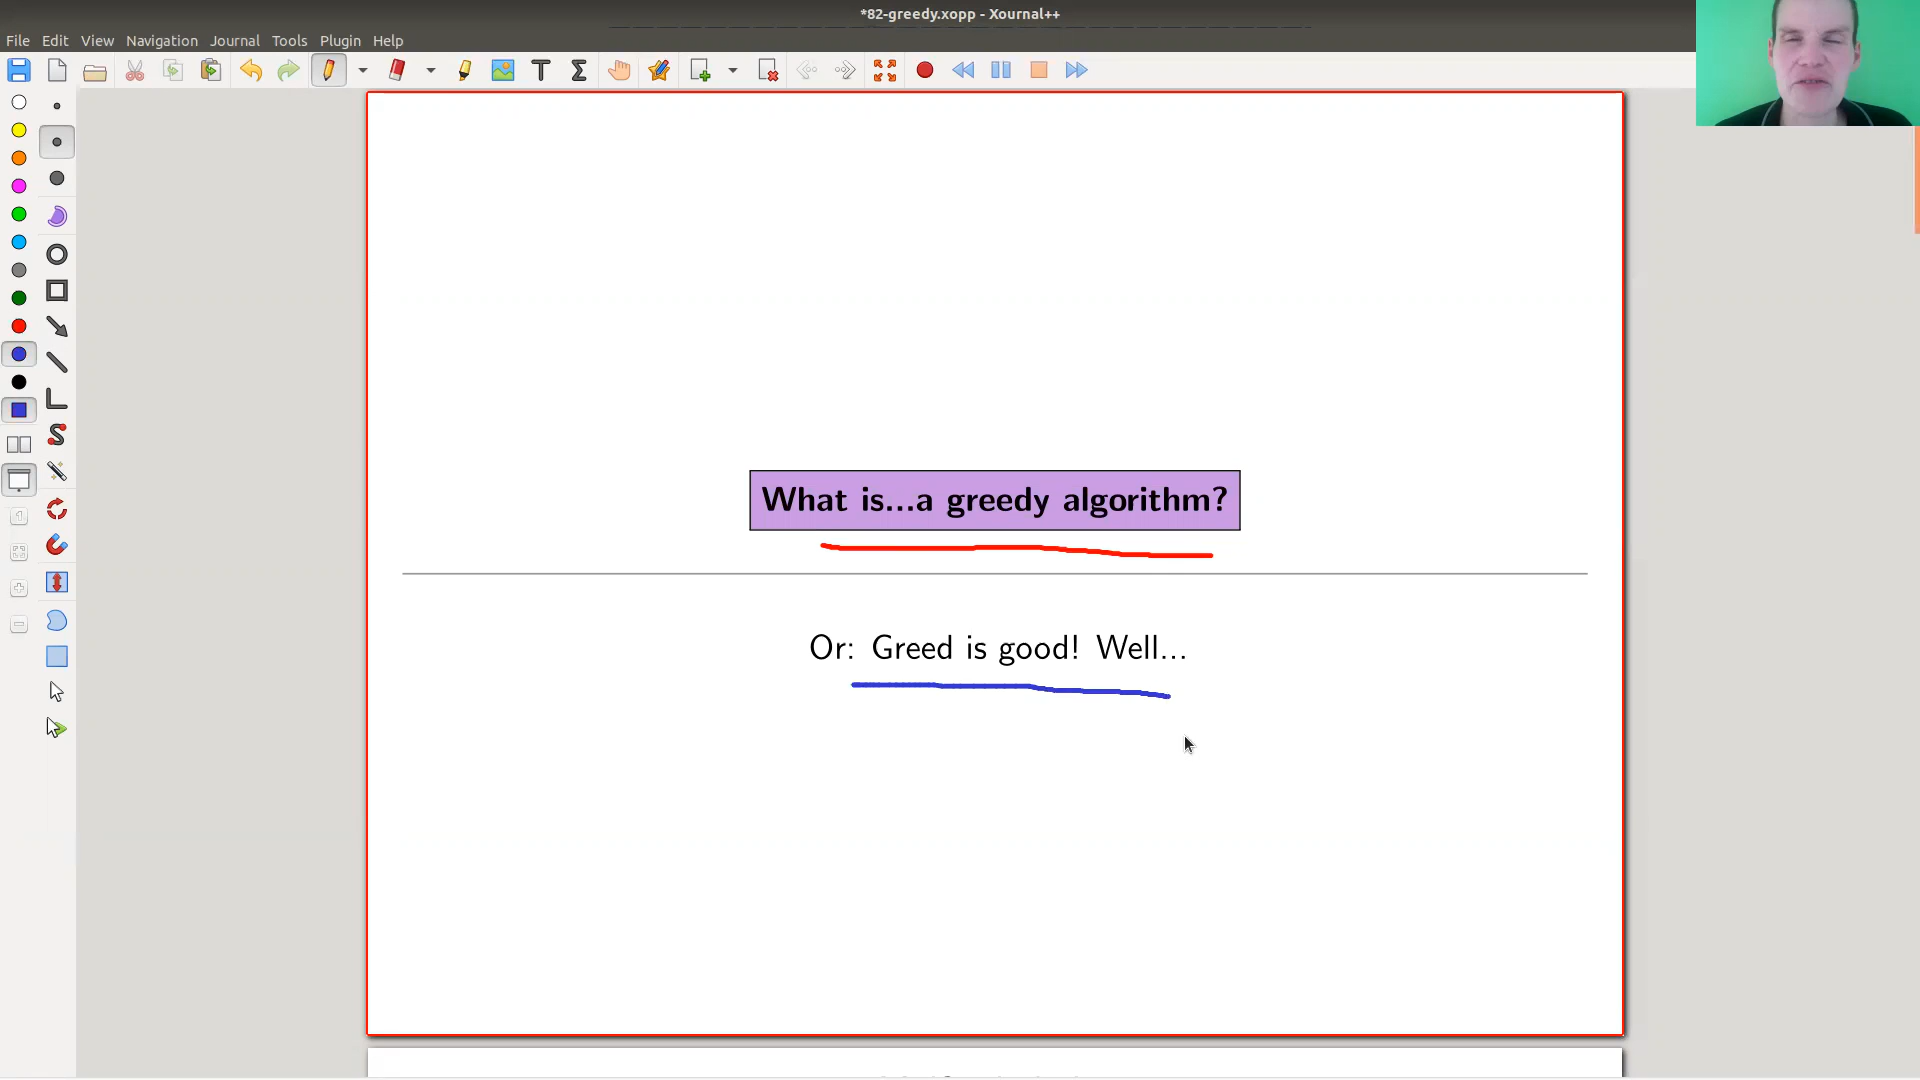 *82-greedy.xopp - Xournal++
File Edit View Navigation Journal Tools Plugin Help
What is...a greedy algorithm?
Or: Greed is good! Well...